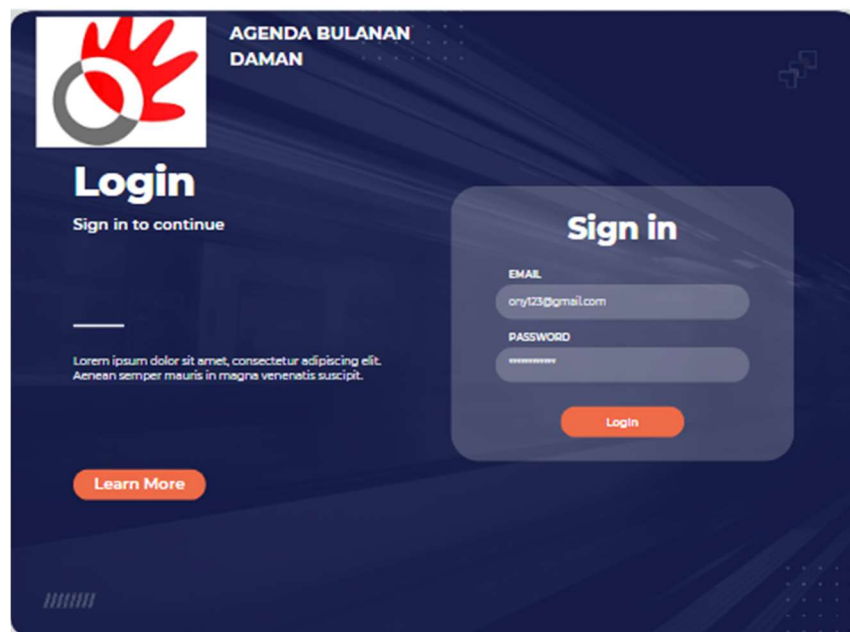 AGENDA BULANAN
DAMAN
Login
Sign in to continue
Lorem ipsum dolor sit amet, consectetur adipiscing elit.
Aenean semper mauris in magna venenatis suscipit.
Learn More
Sign in
EMAIL
ony123@gmail.com
PASSWORD
************
Login